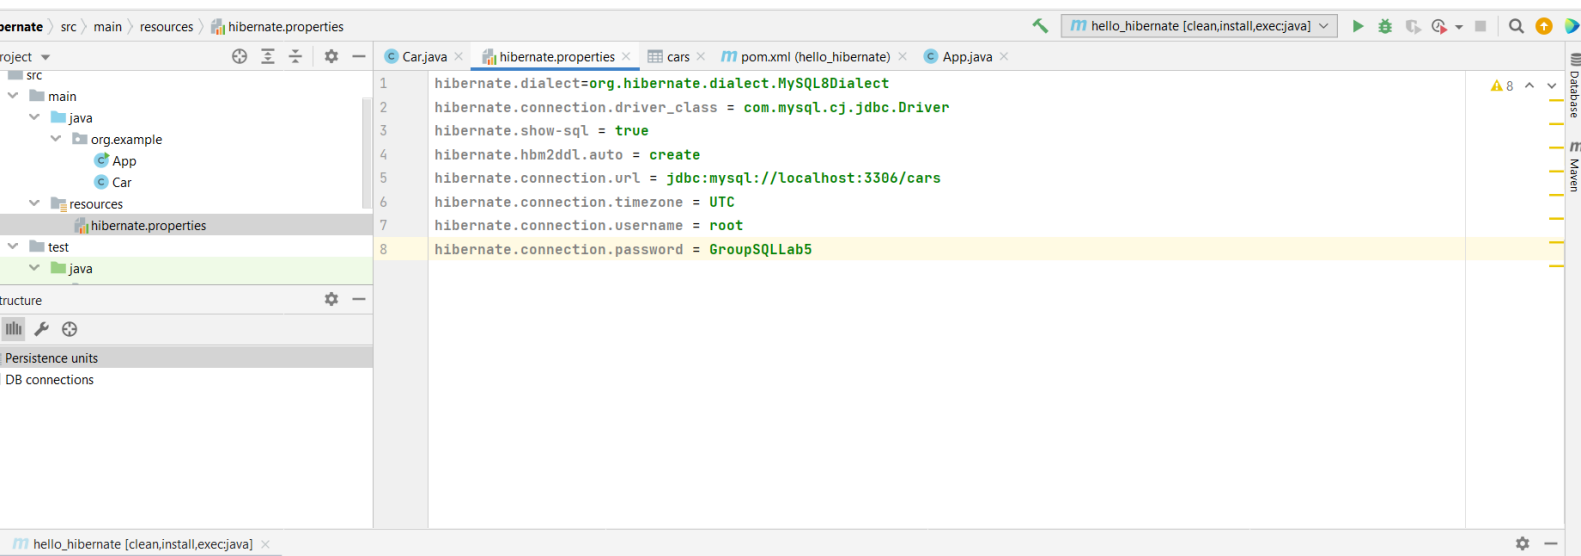 bernate src main resources hibernate.properties
hello_hibernate [clean,install,exec:java]
roject
Car.java hibernate.properties cars pom.xml (hello_hibernate) App.java
src
main
java
org.example
App
Car
resources
hibernate.properties
test
java
1 hibernate.dialect=org.hibernate.dialect.MySQL8Dialect
2 hibernate.connection.driver_class = com.mysql.cj.jdbc.Driver
3 hibernate.show-sql = true
4 hibernate.hbm2ddl.auto = create
5 hibernate.connection.url = jdbc:mysql://localhost:3306/cars
6 hibernate.connection.timezone = UTC
7 hibernate.connection.username = root
8 hibernate.connection.password = GroupSQLLab5
8
Database
Maven
tructure
Persistence units
DB connections
hello_hibernate [clean,install,exec:java]